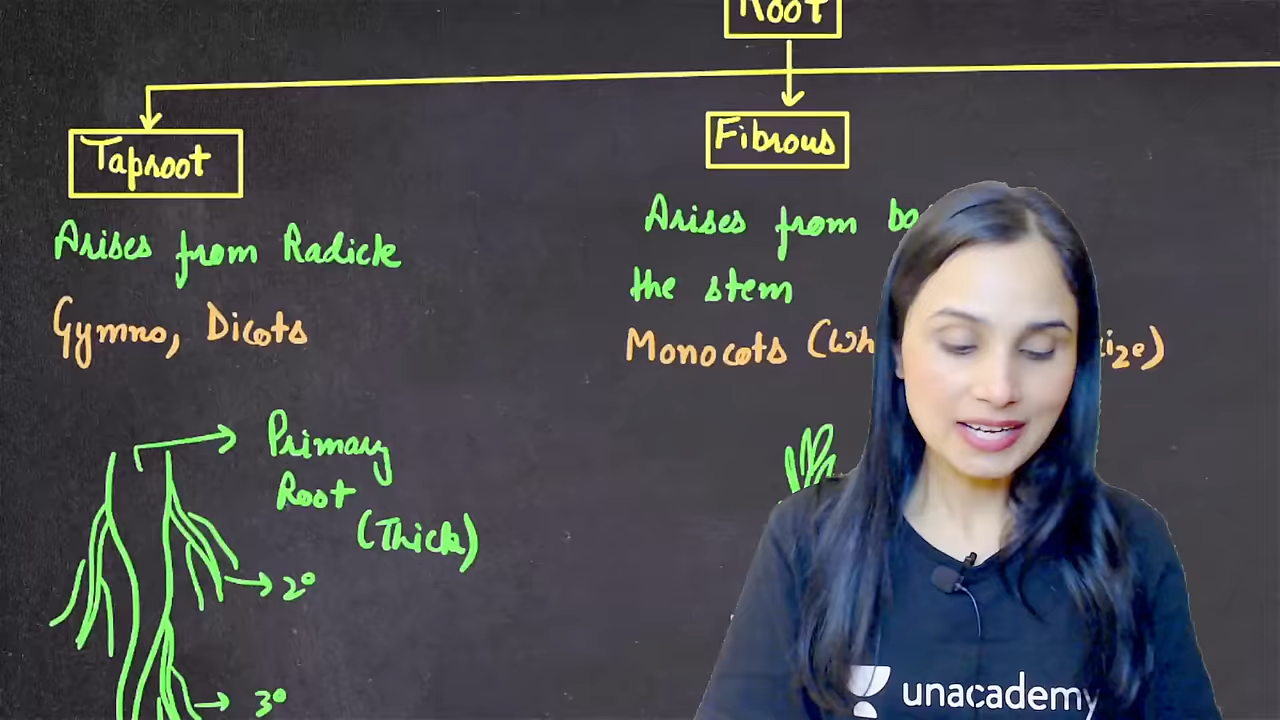 Root
Taproot
Fibrous
Arises from Radicle
Gymno, Dicots
Arises from
the stem
Monocots
Primary
Root
(Thick)
2°
3°
unacademy